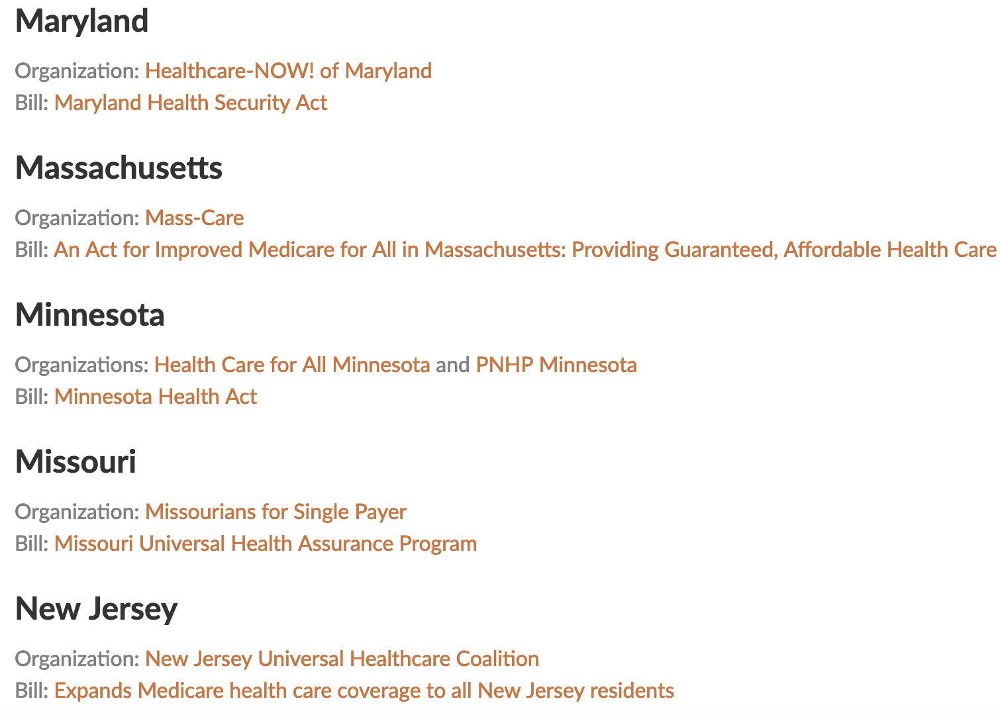 Maryland
Organization: Healthcare-NOW! of Maryland
Bill: Maryland Health Security Act
Massachusetts
Organization: Mass-Care
Bill: An Act for Improved Medicare for All in Massachusetts: Providing Guaranteed, Affordable Health Care
Minnesota
Organizations: Health Care for All Minnesota and PNHP Minnesota
Bill: Minnesota Health Act
Missouri
Organization: Missourians for Single Payer
Bill: Missouri Universal Health Assurance Program
New Jersey
Organization: New Jersey Universal Healthcare Coalition
Bill: Expands Medicare health care coverage to all New Jersey residents